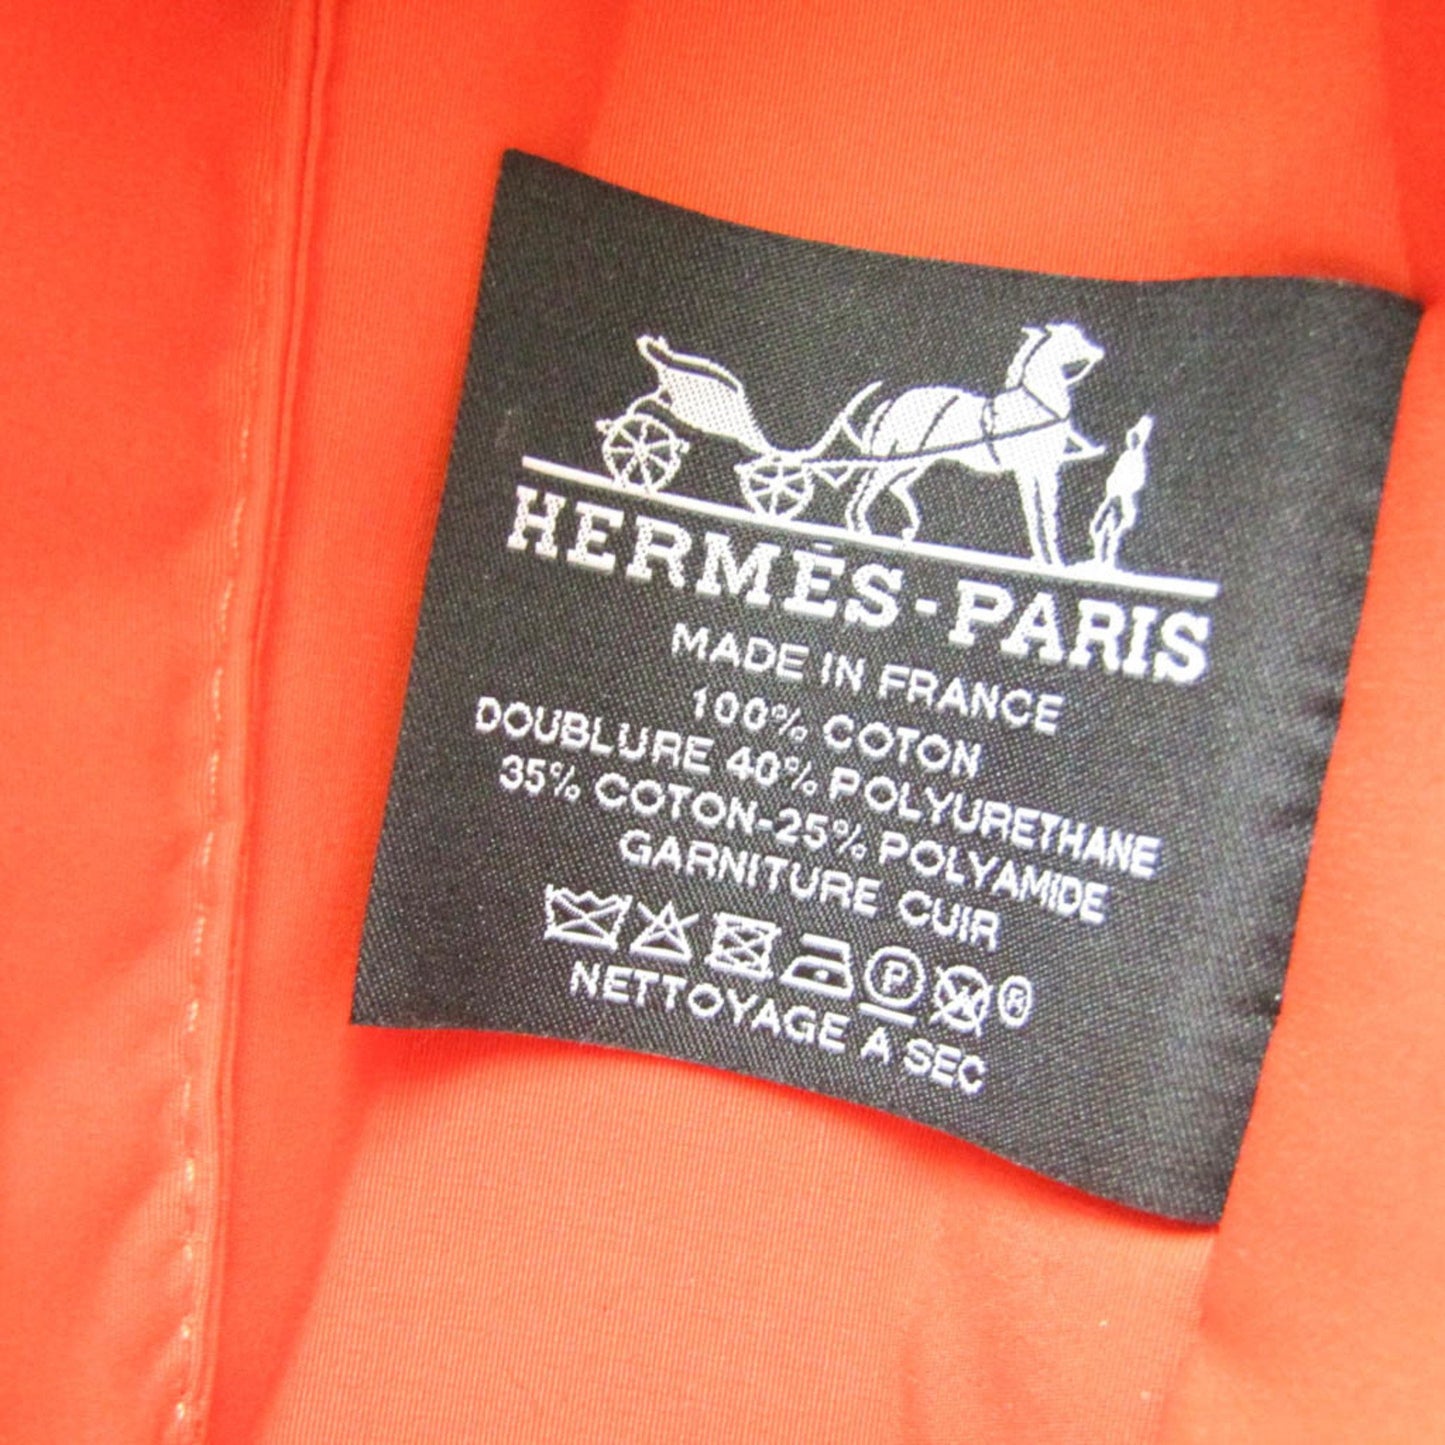 HERMÈS-PARIS
MADE IN FRANCE
100% COTON
DOUBLURE 40% POLYURETHANE
35% COTON-25% POLYAMIDE
GARNITURE CUIR
P ®
NETTOYAGE A SEC